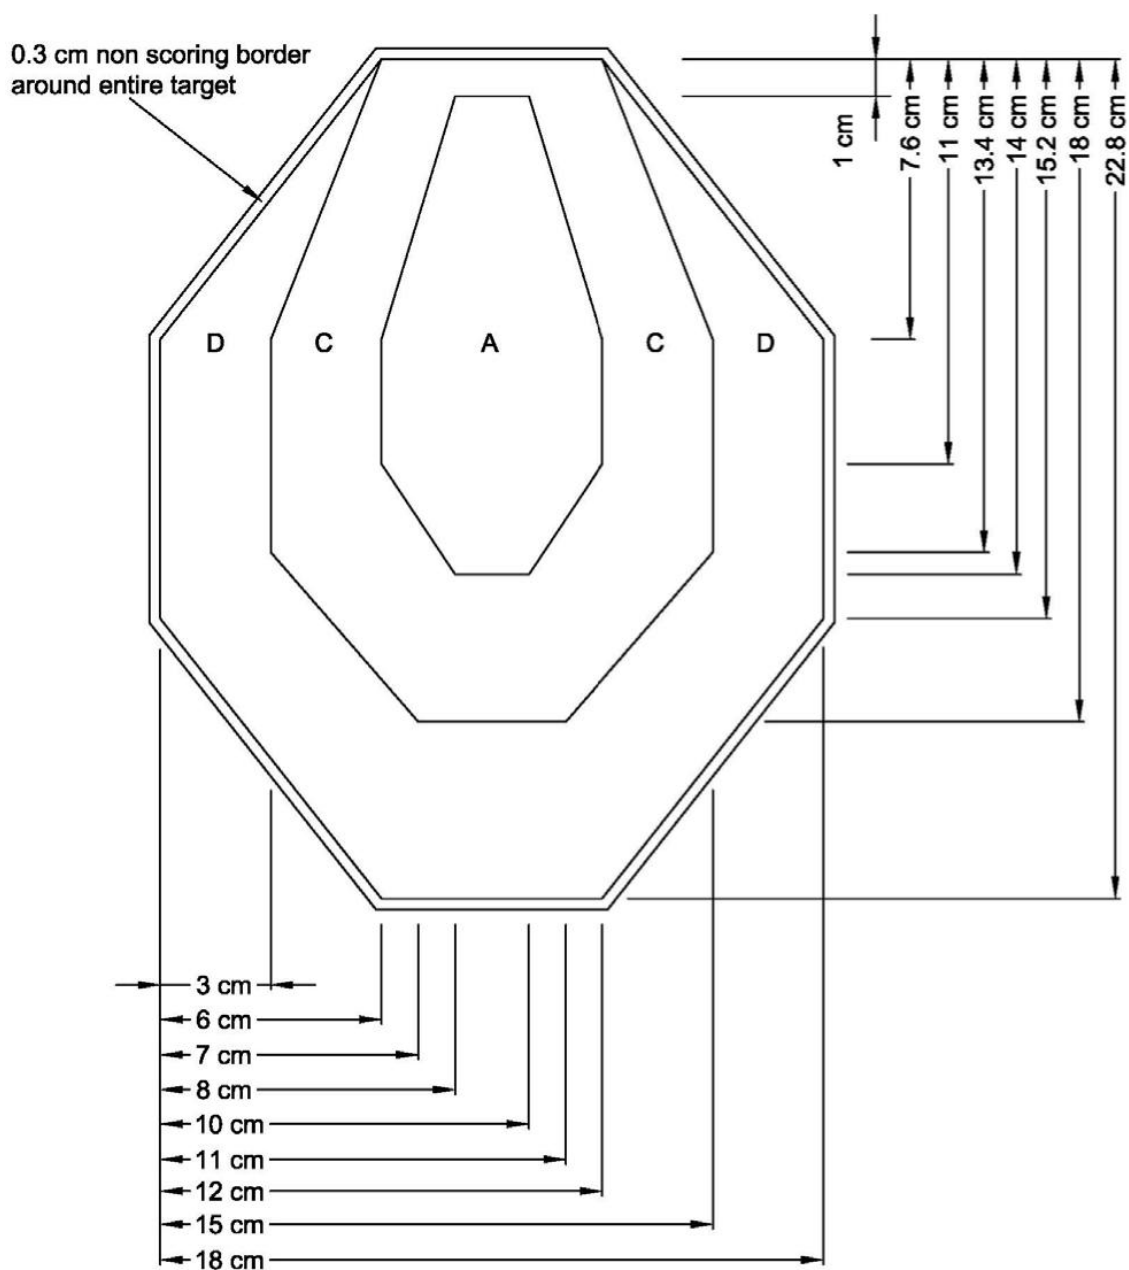 0.3 cm non scoring border
around entire target
1 cm
7.6 cm
11 cm
13.4 cm
14 cm
15.2 cm
18 cm
22.8 cm
D
C
A
C
D
3 cm
6 cm
7 cm
8 cm
10 cm
11 cm
12 cm
15 cm
18 cm